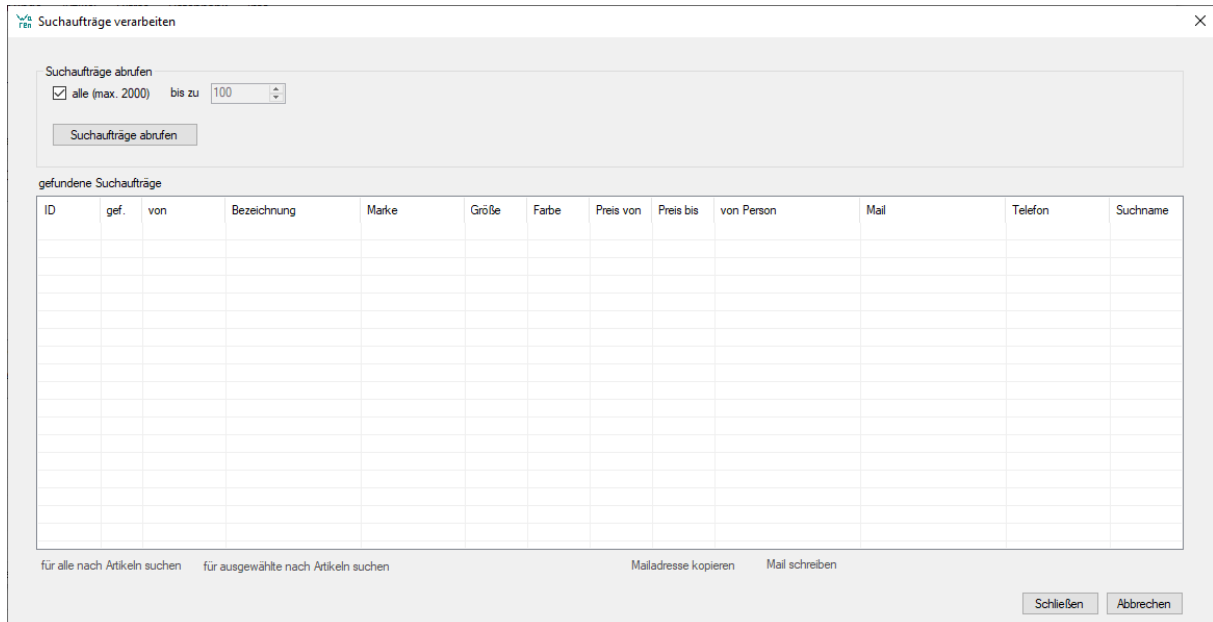 Waren Suchaufträge verarbeiten
Suchaufträge abrufen
alle (max. 2000) bis zu 100
Suchaufträge abrufen
gefundene Suchaufträge
ID gef. von Bezeichnung Marke Größe Farbe Preis von Preis bis von Person Mail Telefon Suchname
für alle nach Artikeln suchen für ausgewählte nach Artikeln suchen Mailadresse kopieren Mail schreiben
Schließen Abbrechen